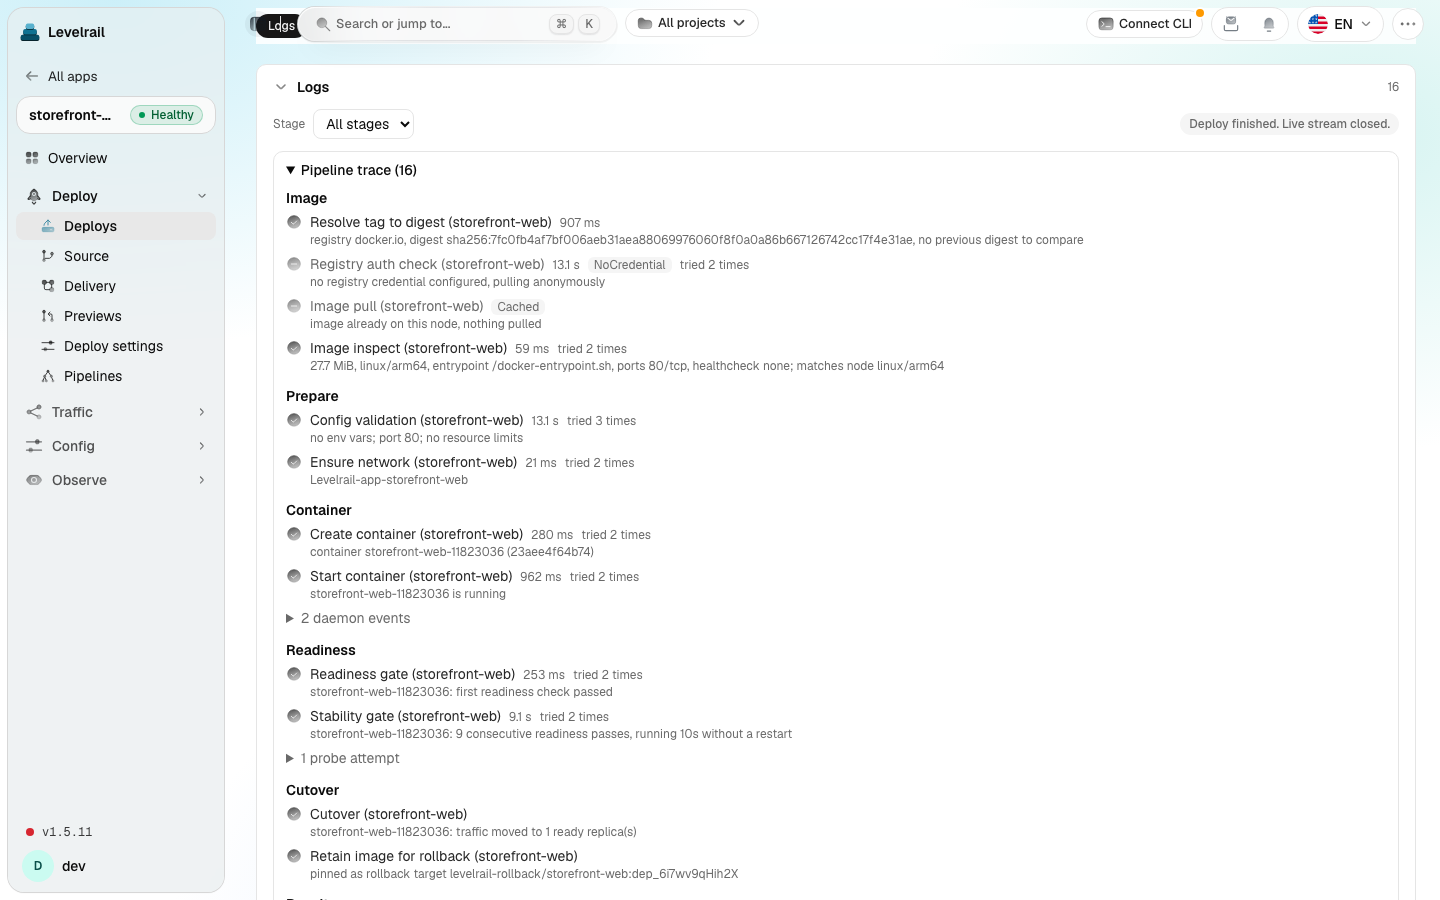 Levelrail
All apps
storefront-... Healthy
Overview
Deploy
Deploys
Source
Delivery
Previews
Deploy settings
Pipelines
Traffic
Config
Observe
v1.5.11
D dev
Logs
Search or jump to... ⌘ K
All projects
Connect CLI
EN
Logs 16
Stage All stages
Deploy finished. Live stream closed.
Pipeline trace (16)
Image
Resolve tag to digest (storefront-web) 907 ms
registry docker.io, digest sha256:7fc0fb4af7bf006aeb31aea88069976060f8f0a0a86b667126742cc17f4e31ae, no previous digest to compare
Registry auth check (storefront-web) 13.1 s NoCredential tried 2 times
no registry credential configured, pulling anonymously
Image pull (storefront-web) Cached
image already on this node, nothing pulled
Image inspect (storefront-web) 59 ms tried 2 times
27.7 MiB, linux/arm64, entrypoint /docker-entrypoint.sh, ports 80/tcp, healthcheck none; matches node linux/arm64
Prepare
Config validation (storefront-web) 13.1 s tried 3 times
no env vars; port 80; no resource limits
Ensure network (storefront-web) 21 ms tried 2 times
Levelrail-app-storefront-web
Container
Create container (storefront-web) 280 ms tried 2 times
container storefront-web-11823036 (23aee4f64b74)
Start container (storefront-web) 962 ms tried 2 times
storefront-web-11823036 is running
2 daemon events
Readiness
Readiness gate (storefront-web) 253 ms tried 2 times
storefront-web-11823036: first readiness check passed
Stability gate (storefront-web) 9.1 s tried 2 times
storefront-web-11823036: 9 consecutive readiness passes, running 10s without a restart
1 probe attempt
Cutover
Cutover (storefront-web)
storefront-web-11823036: traffic moved to 1 ready replica(s)
Retain image for rollback (storefront-web)
pinned as rollback target levelrail-rollback/storefront-web:dep_6i7wv9qHih2X